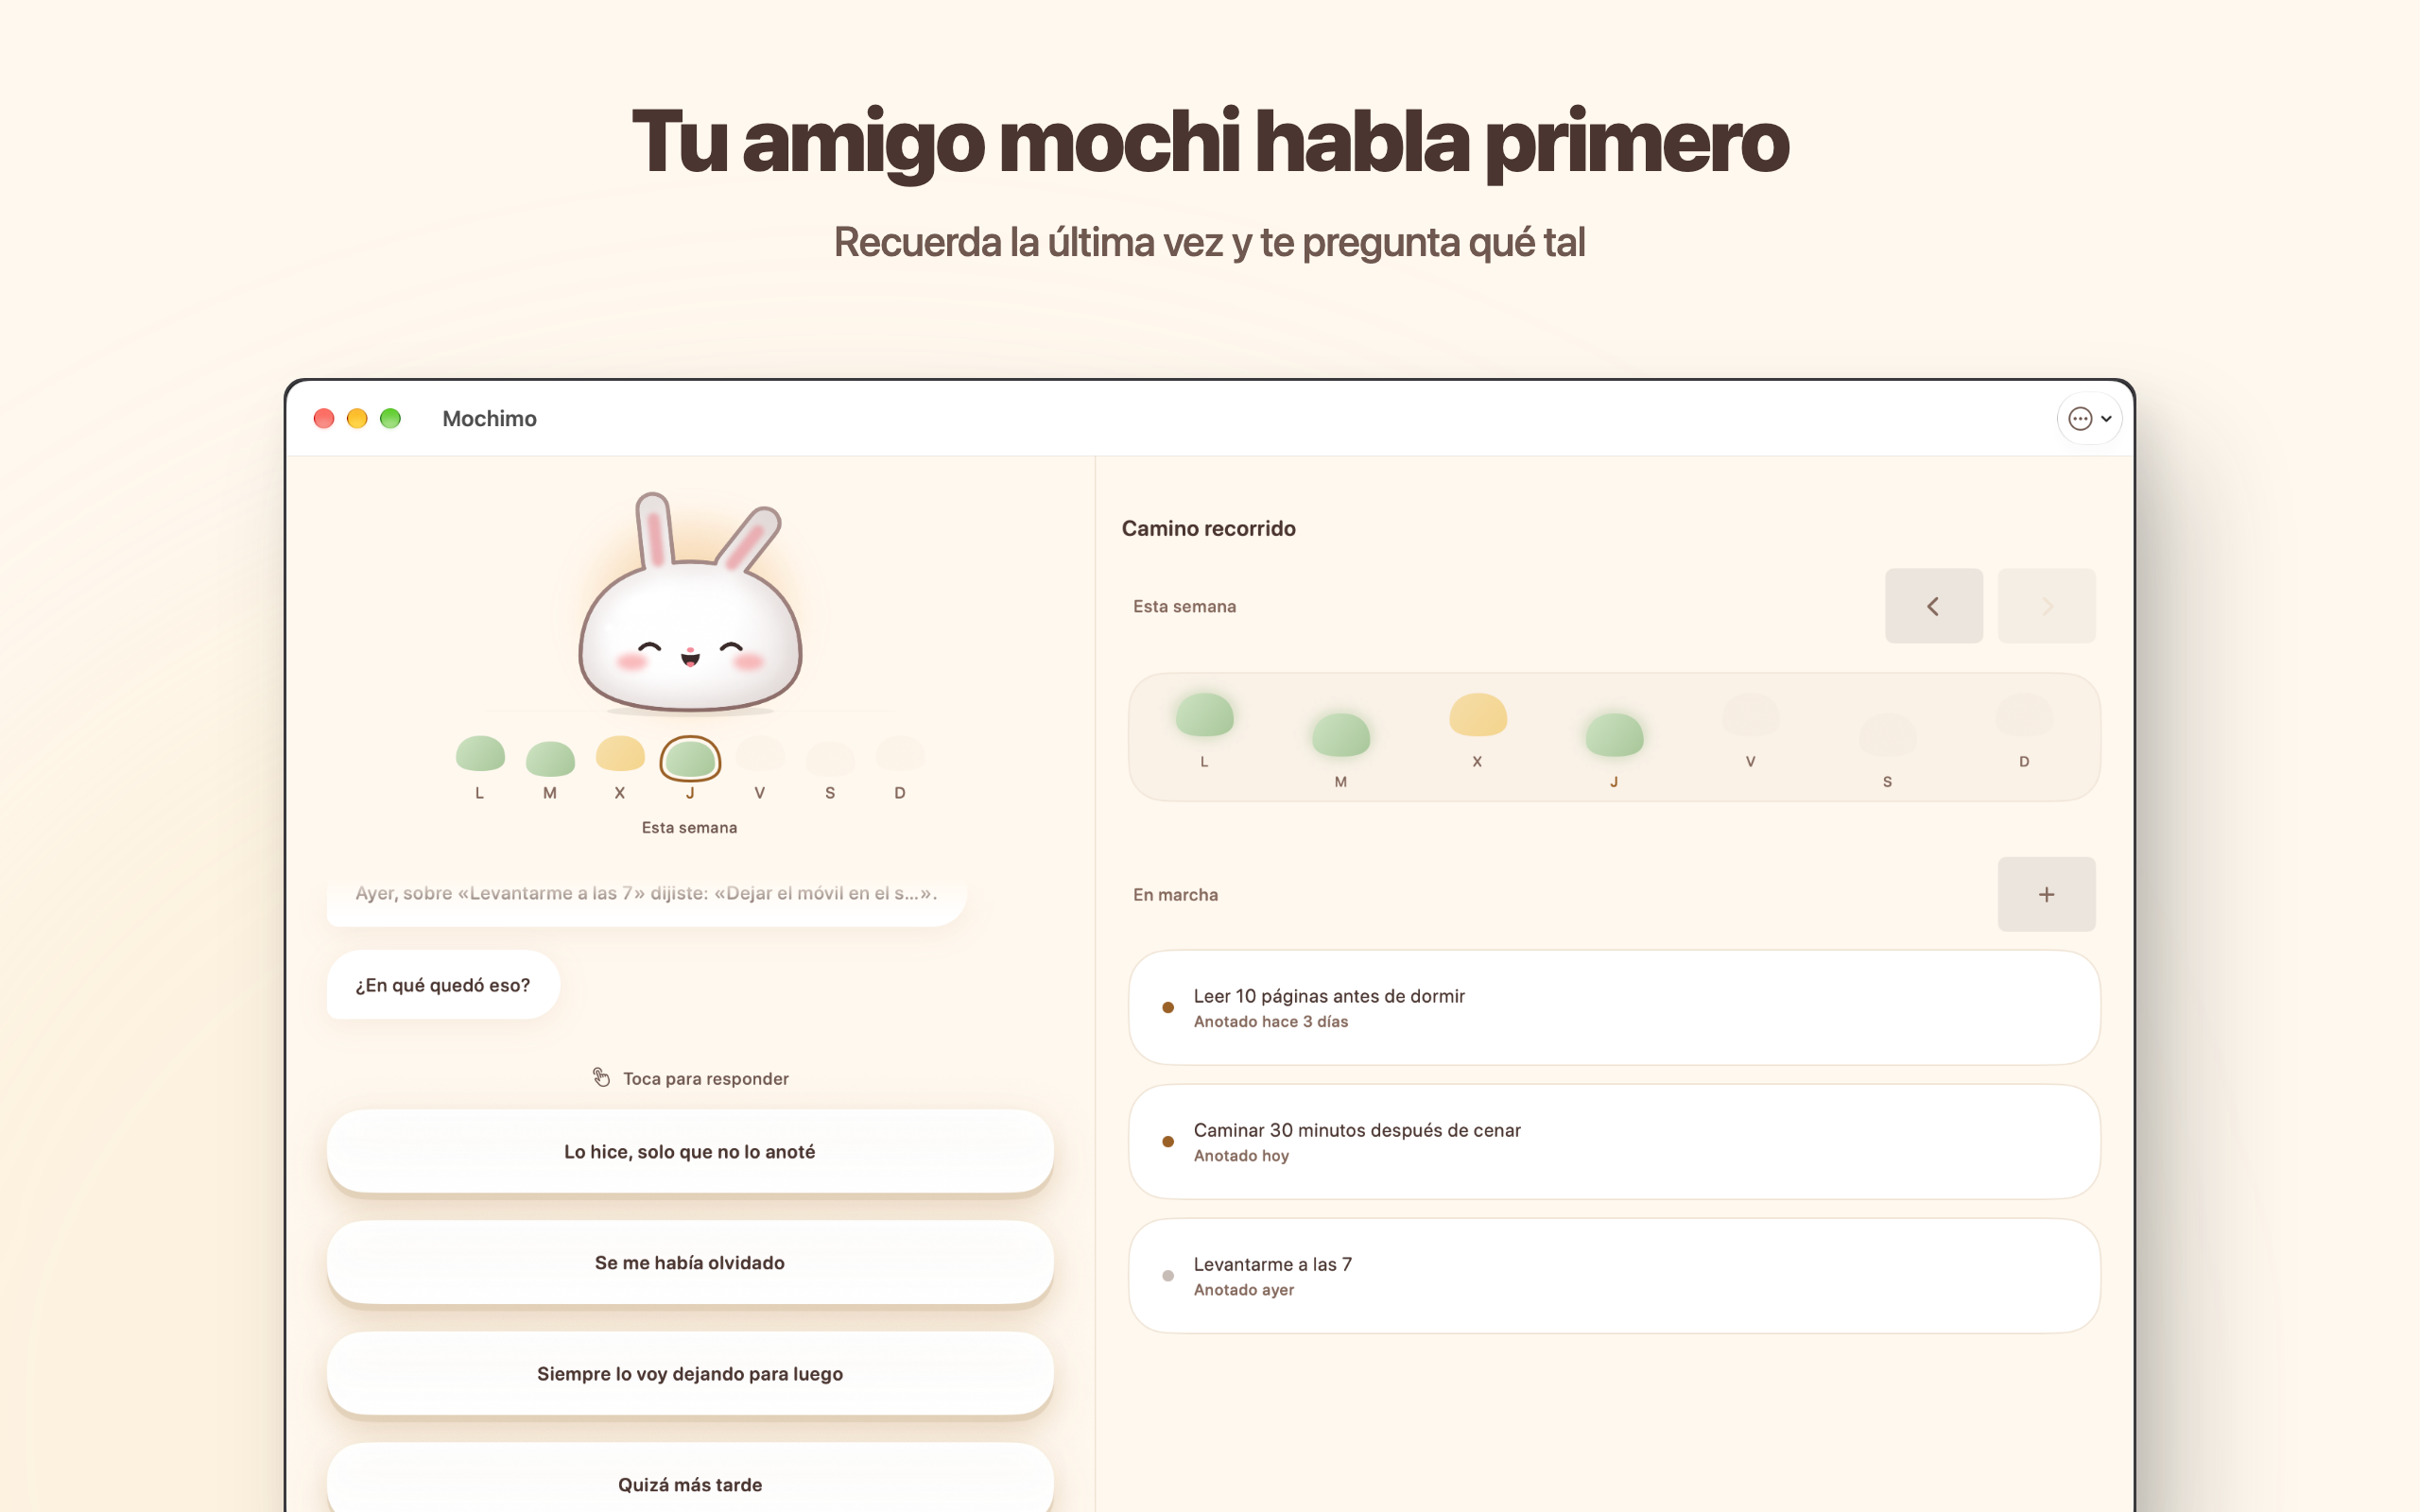 Tu amigo mochi habla primero
Recuerda la última vez y te pregunta qué tal
Mochimo
L M X J V S D
Esta semana
Ayer, sobre «Levantarme a las 7» dijiste: «Dejar el móvil en el s...».
¿En qué quedó eso?
Toca para responder
Lo hice, solo que no lo anoté
Se me había olvidado
Siempre lo voy dejando para luego
Quizá más tarde
Camino recorrido
Esta semana
L M X J V S D
En marcha
Leer 10 páginas antes de dormir
Anotado hace 3 días
Caminar 30 minutos después de cenar
Anotado hoy
Levantarme a las 7
Anotado ayer